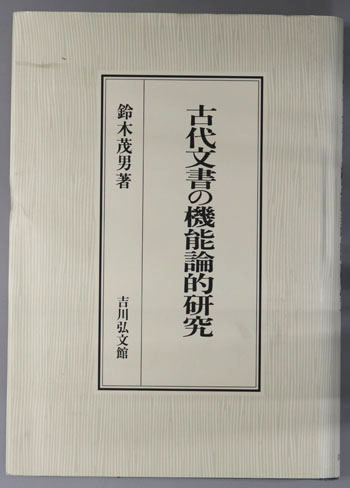 古代文書の機能論的研究
鈴木茂男著
吉川弘文館